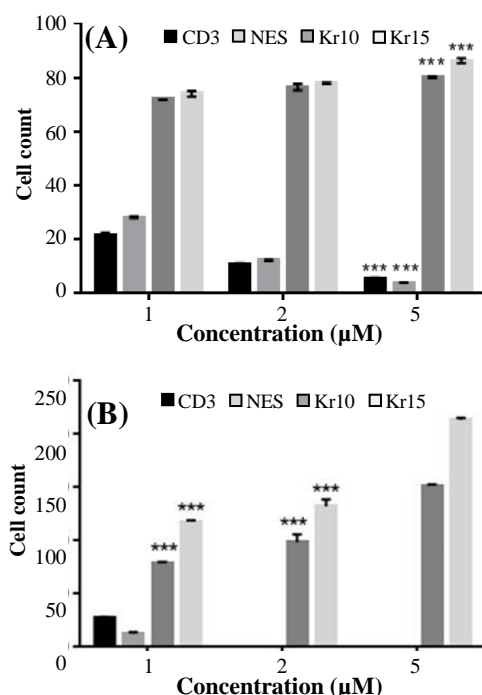 (A)
CD3 NES Kr10 Kr15
100
80
60
40
20
0
Cell count
*** ***
*** ***
1 2 5
Concentration (µM)
(B)
CD3 NES Kr10 Kr15
250
200
150
100
50
0
Cell count
*** ***
*** ***
1 2 5
Concentration (µM)